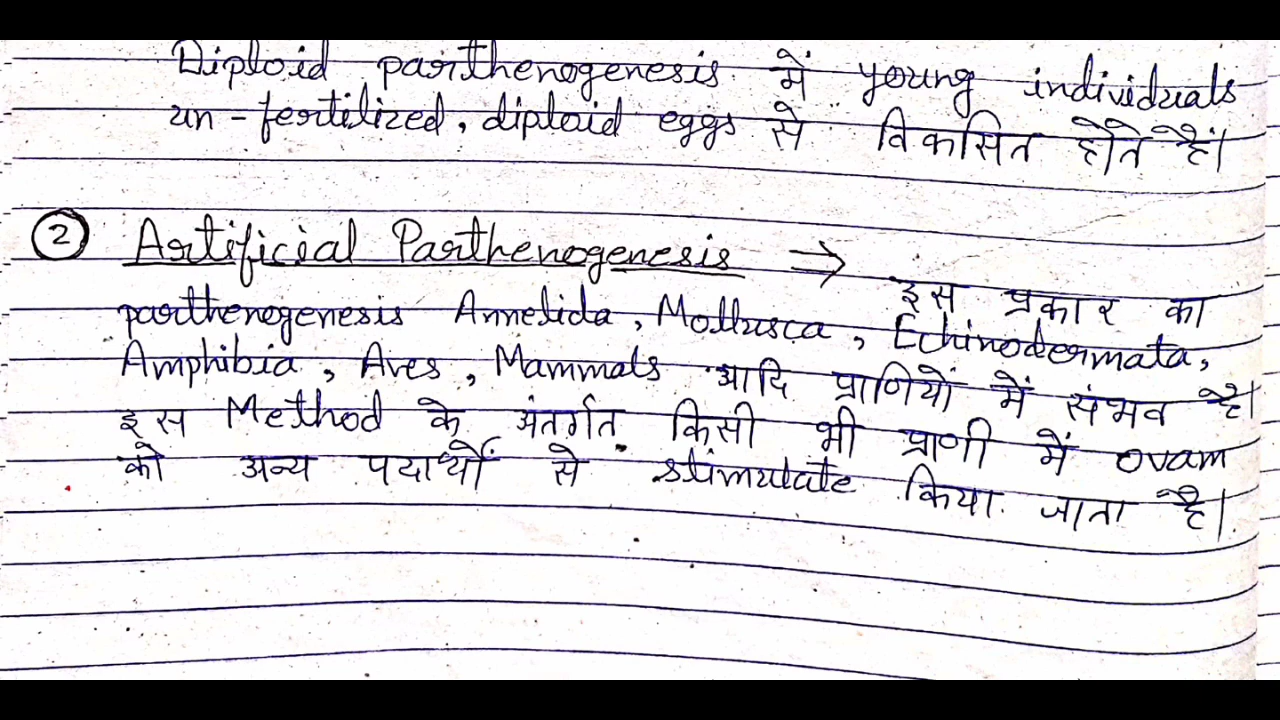 Diploid parthenogenesis में young individuals
un-fertilized, diploid eggs से विकसित होते हैं।
② Artificial Parthenogenesis ⇒ इस प्रकार का
parthenogenesis Annelida, Mollusca, Echinodermata,
Amphibia, Aves, Mammals आदि प्राणियों में संभव है।
इस Method के अंतर्गत किसी भी प्राणी में ovam
को अन्य पदार्थों से stimulate किया जाता है।